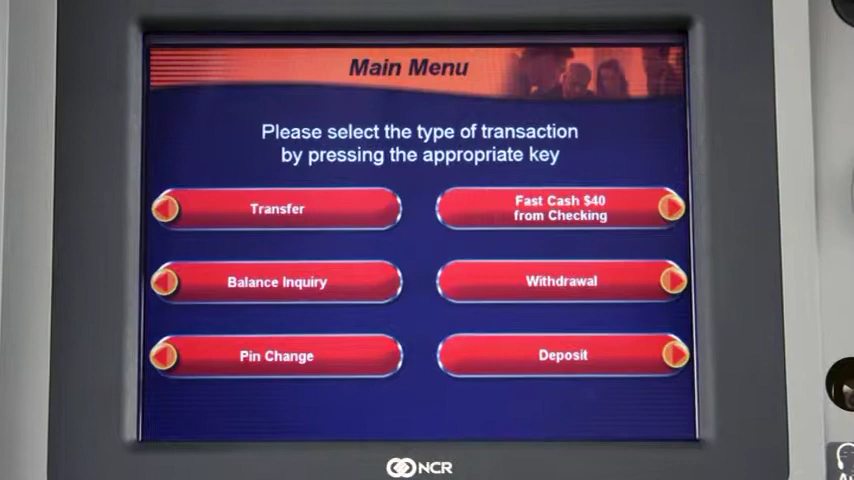 Main Menu
Please select the type of transaction
by pressing the appropriate key
Transfer
Fast Cash $40
from Checking
Balance Inquiry
Withdrawal
Pin Change
Deposit
NCR